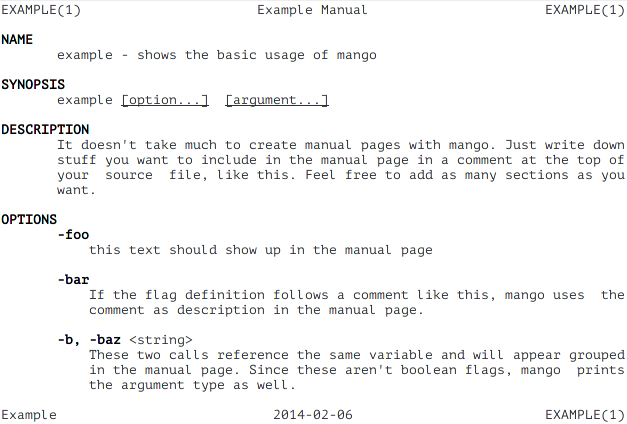 EXAMPLE(1) Example Manual EXAMPLE(1)
NAME
example - shows the basic usage of mango
SYNOPSIS
example [option...] [argument...]
DESCRIPTION
It doesn't take much to create manual pages with mango. Just write down
stuff you want to include in the manual page in a comment at the top of
your source file, like this. Feel free to add as many sections as you
want.
OPTIONS
-foo
this text should show up in the manual page
-bar
If the flag definition follows a comment like this, mango uses the
comment as description in the manual page.
-b, -baz <string>
These two calls reference the same variable and will appear grouped
in the manual page. Since these aren't boolean flags, mango prints
the argument type as well.
Example 2014-02-06 EXAMPLE(1)